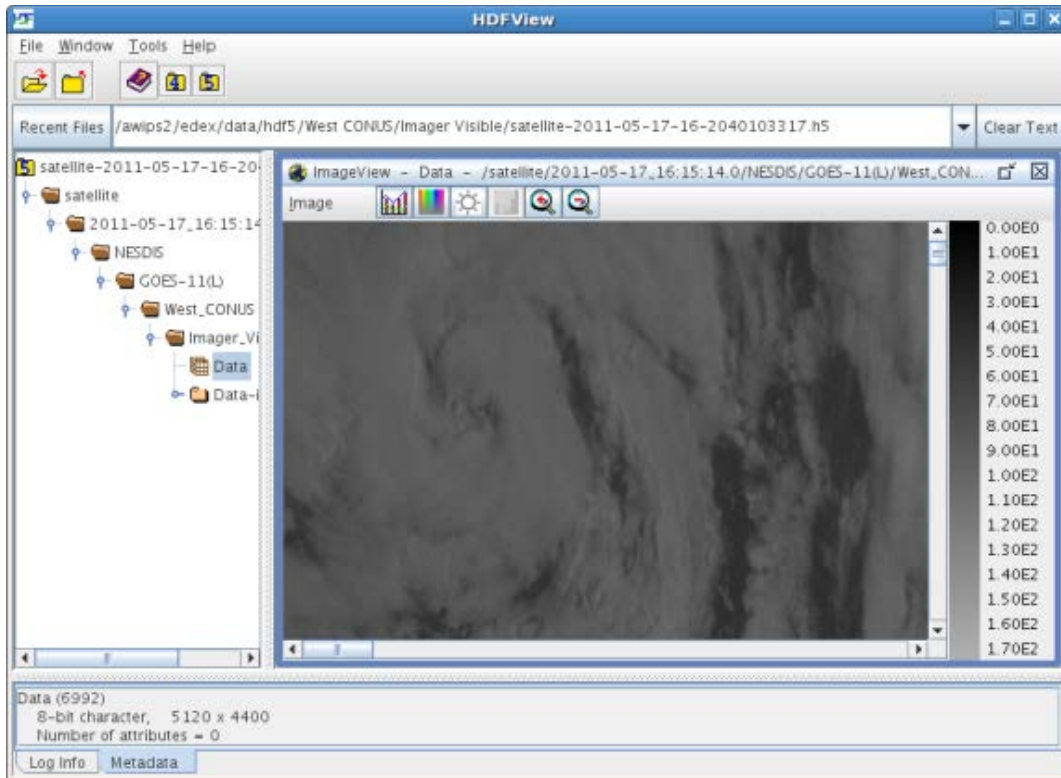 HDFView
File Window Tools Help
4 5
Recent Files /awips2/edex/data/hdf5/West CONUS/Imager Visible/satellite-2011-05-17-16-2040103317.h5 Clear Text
5 satellite-2011-05-17-16-20
satellite
2011-05-17_16:15:14
NESDIS
GOES-11(L)
West_CONUS
Imager_Vi
Data
Data-i
ImageView - Data - /satellite/2011-05-17_16:15:14.0/NESDIS/GOES-11(L)/West_CON...
Image
0.00E0
1.00E1
2.00E1
3.00E1
4.00E1
5.00E1
6.00E1
7.00E1
8.00E1
9.00E1
1.00E2
1.10E2
1.20E2
1.30E2
1.40E2
1.50E2
1.60E2
1.70E2
Data (6992)
8-bit character, 5120 x 4400
Number of attributes = 0
Log Info Metadata